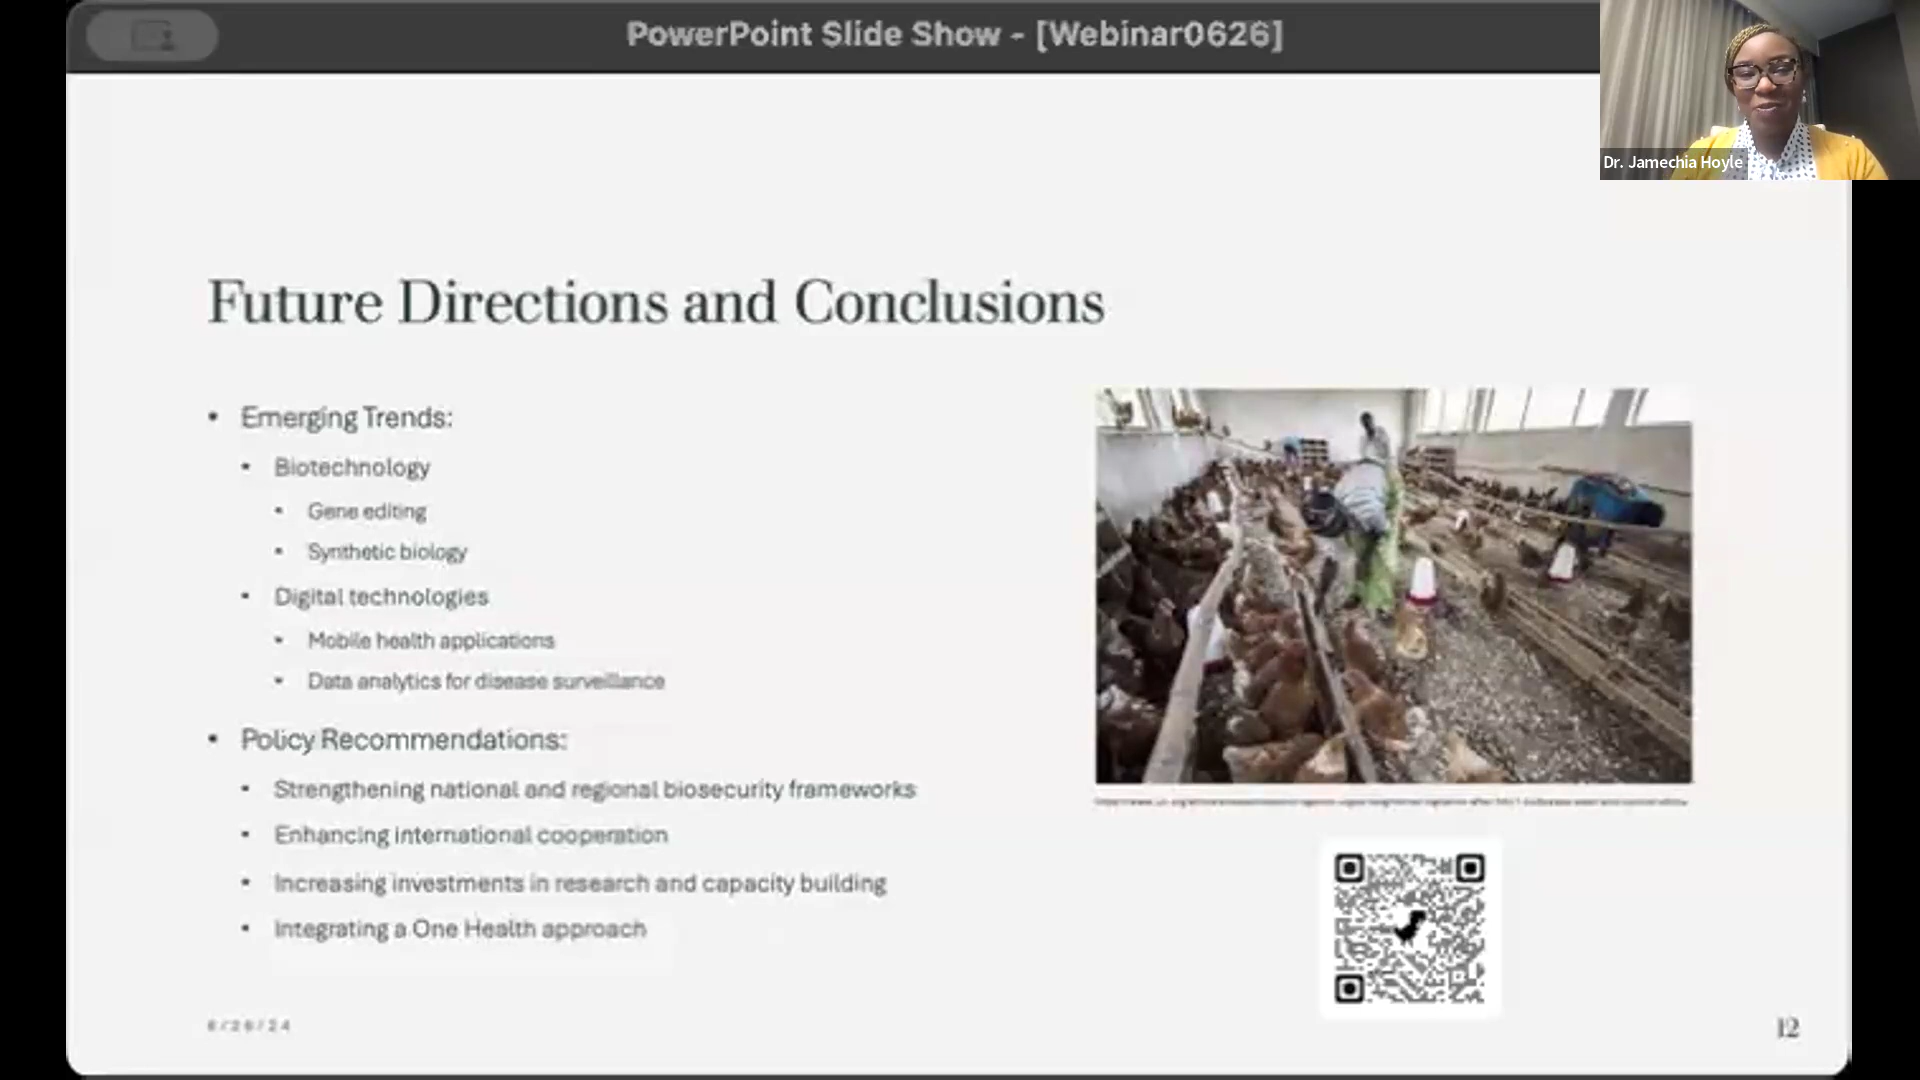 PowerPoint Slide Show - [Webinar0626]
Dr. Jamechia Hoyle
Future Directions and Conclusions
• Emerging Trends:
• Biotechnology
• Gene editing
• Synthetic biology
• Digital technologies
• Mobile health applications
• Data analytics for disease surveillance
• Policy Recommendations:
• Strengthening national and regional biosecurity frameworks
• Enhancing international cooperation
• Increasing investments in research and capacity building
• Integrating a One Health approach
6/26/24
12